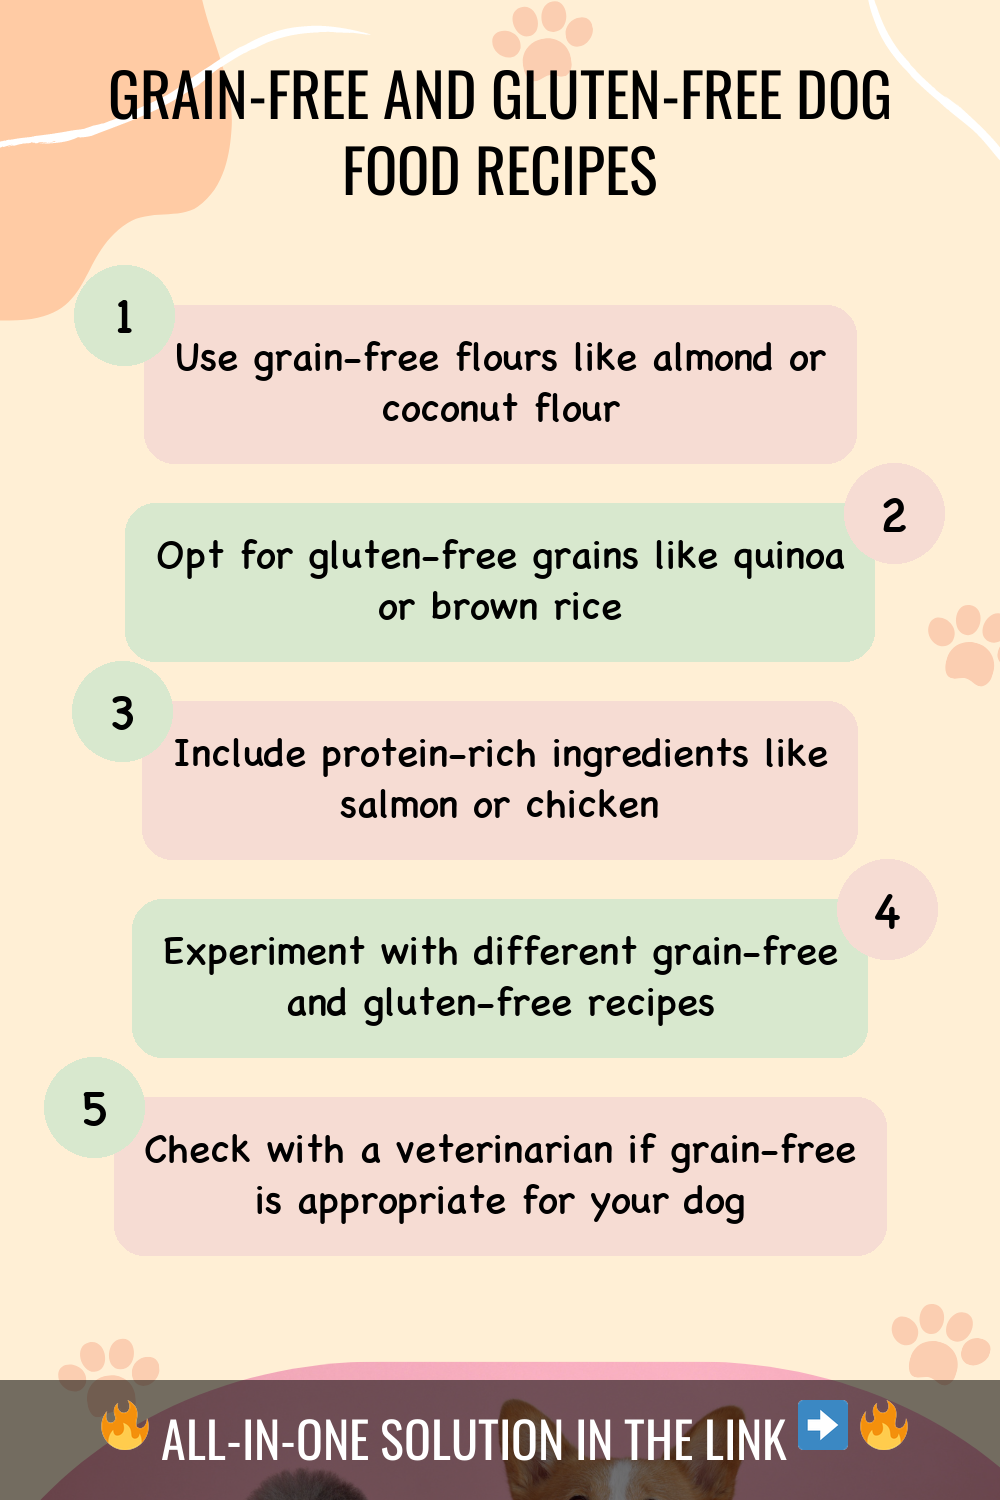 GRAIN-FREE AND GLUTEN-FREE DOG
FOOD RECIPES
1
Use grain-free flours like almond or
coconut flour
2
Opt for gluten-free grains like quinoa
or brown rice
3
Include protein-rich ingredients like
salmon or chicken
4
Experiment with different grain-free
and gluten-free recipes
5
Check with a veterinarian if grain-free
is appropriate for your dog
🔥 ALL-IN-ONE SOLUTION IN THE LINK ➡️ 🔥